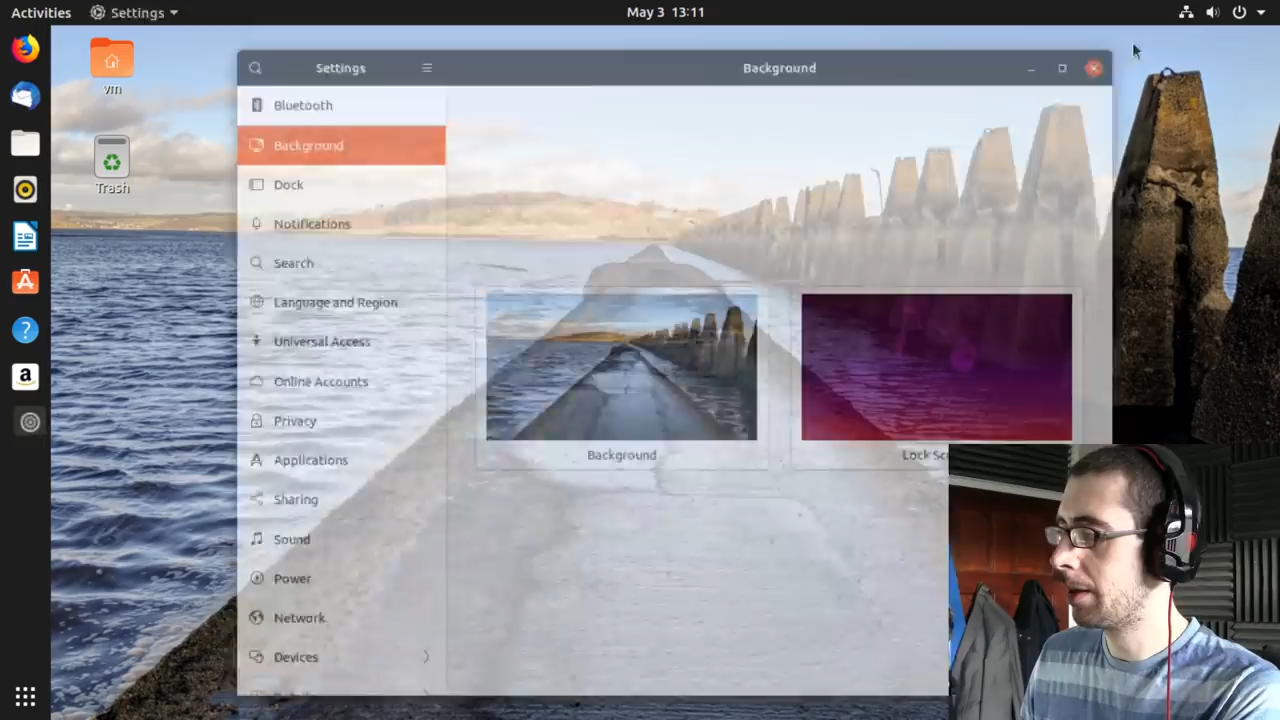 Activities
Settings
May 3 13:11
vm
Trash
Settings
Background
Bluetooth
Background
Dock
Notifications
Search
Language and Region
Universal Access
Online Accounts
Privacy
Applications
Sharing
Sound
Power
Network
Devices
Background
Lock